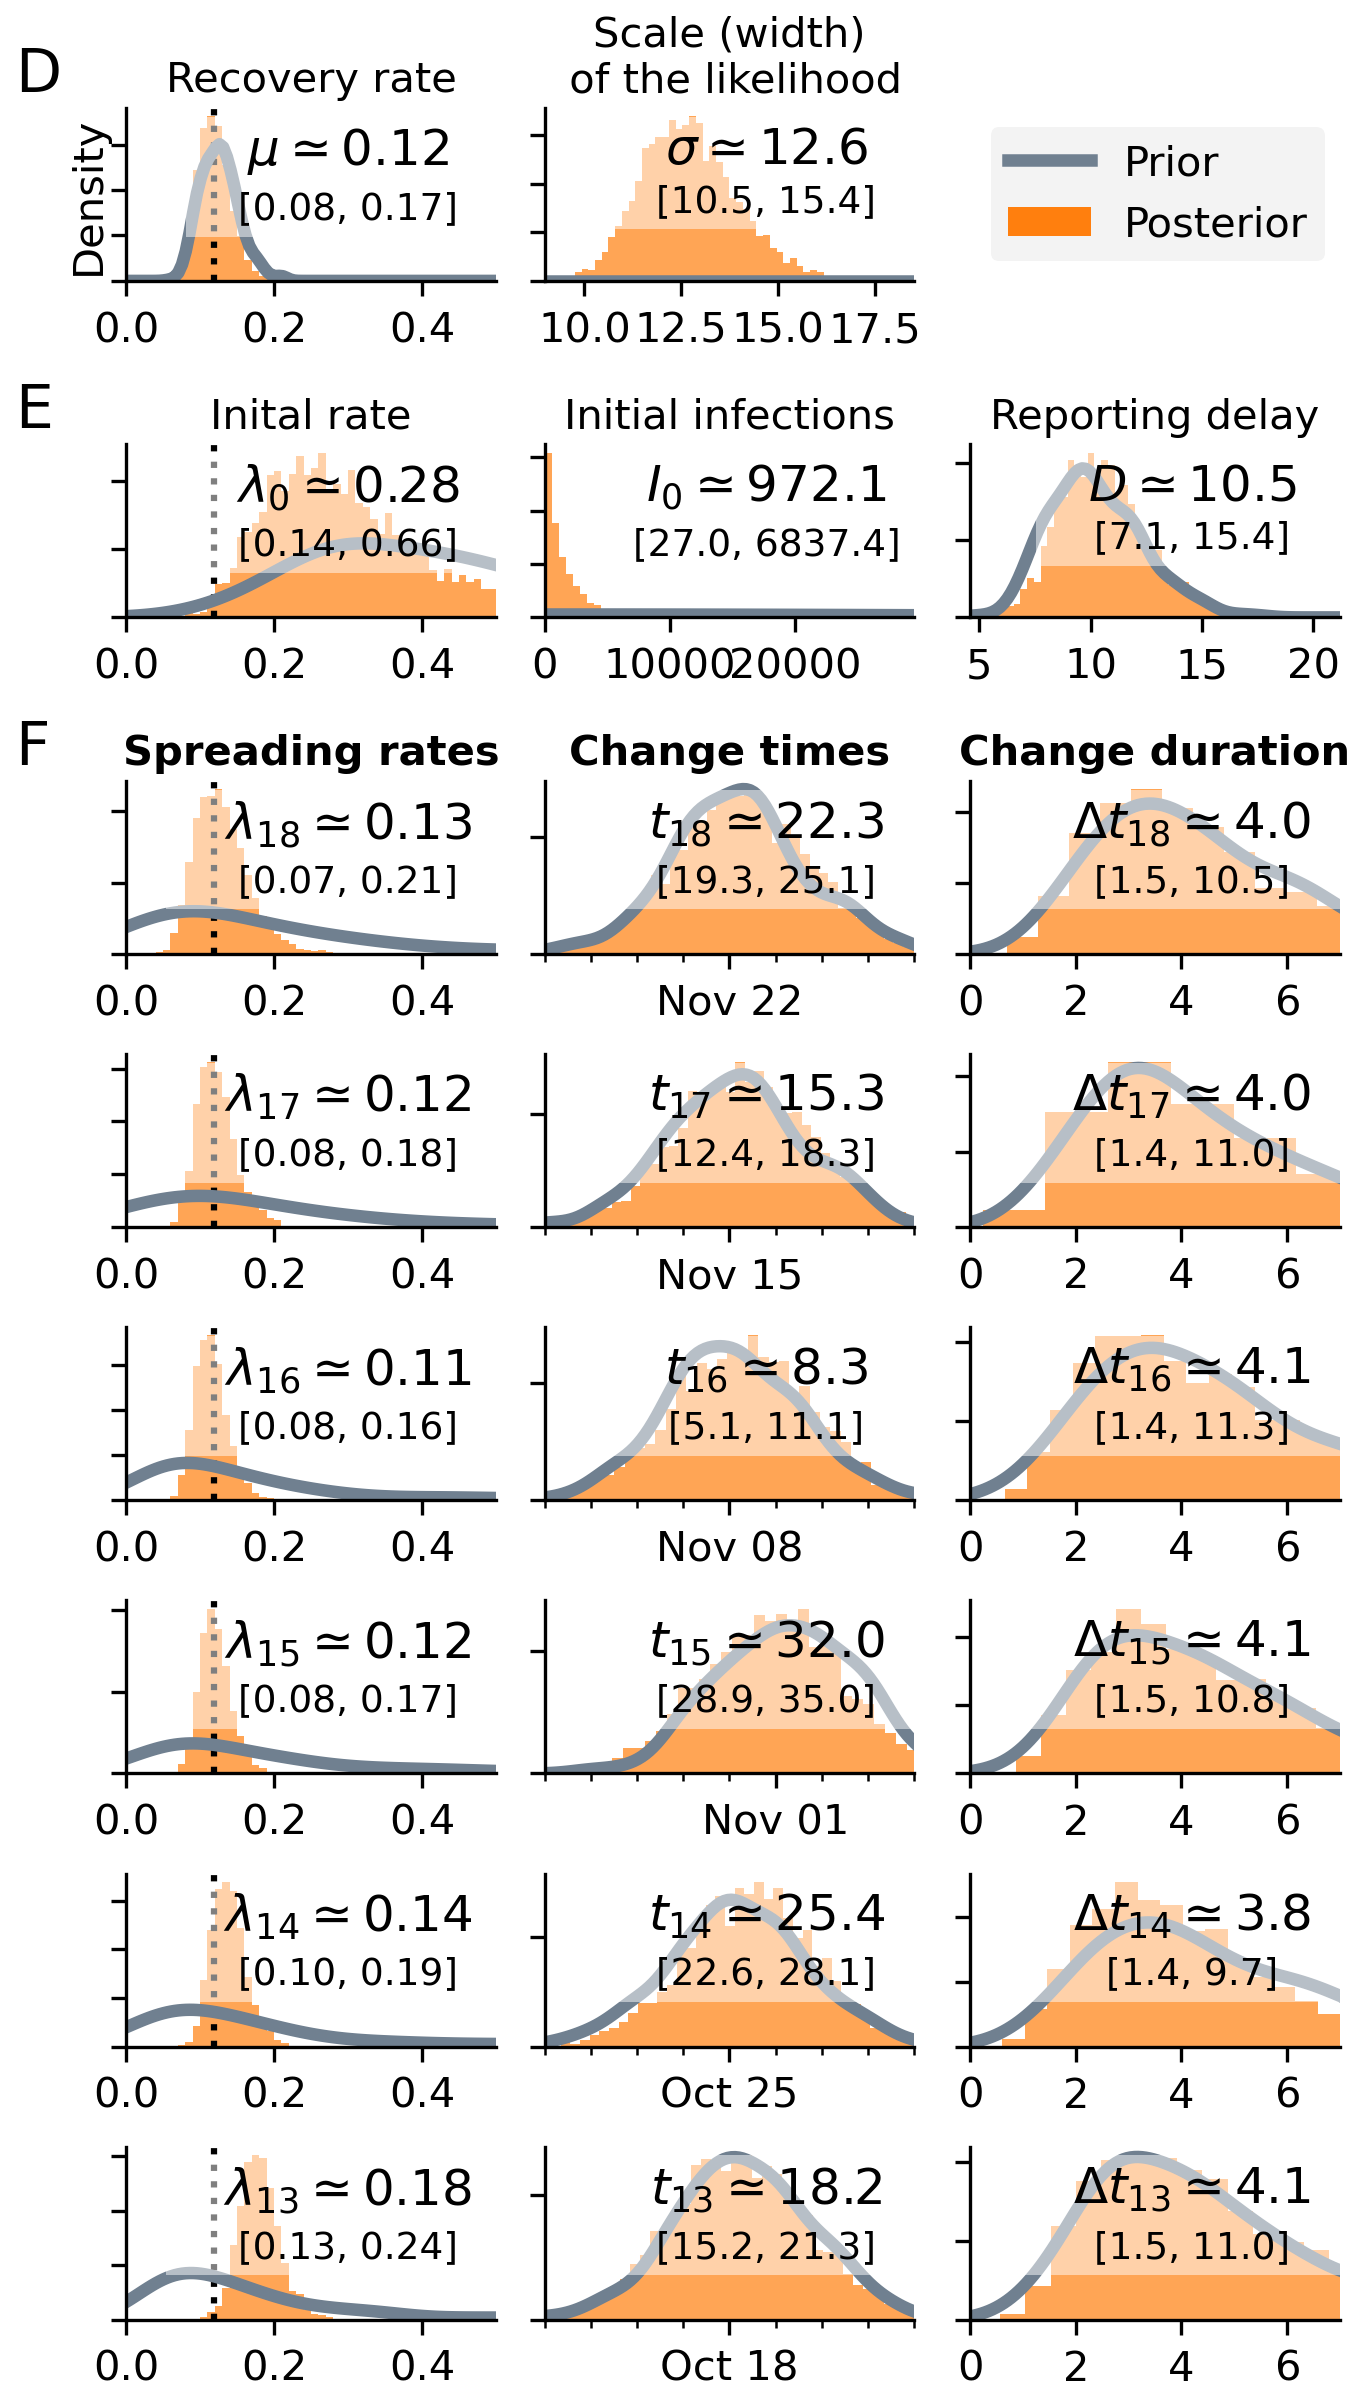 D
Recovery rate
Scale (width)
of the likelihood
Density
μ ≃ 0.12
[0.08, 0.17]
0.0 0.2 0.4
σ ≃ 12.6
[10.5, 15.4]
10.0 12.5 15.0 17.5
Prior
Posterior
E
Inital rate
λ0 ≃ 0.28
[0.14, 0.66]
0.0 0.2 0.4
Initial infections
I0 ≃ 972.1
[27.0, 6837.4]
0 10000 20000
Reporting delay
D ≃ 10.5
[7.1, 15.4]
5 10 15 20
F
Spreading rates
Change times
Change duration
λ18 ≃ 0.13
[0.07, 0.21]
0.0 0.2 0.4
t18 ≃ 22.3
[19.3, 25.1]
Nov 22
Δt18 ≃ 4.0
[1.5, 10.5]
0 2 4 6
λ17 ≃ 0.12
[0.08, 0.18]
0.0 0.2 0.4
t17 ≃ 15.3
[12.4, 18.3]
Nov 15
Δt17 ≃ 4.0
[1.4, 11.0]
0 2 4 6
λ16 ≃ 0.11
[0.08, 0.16]
0.0 0.2 0.4
t16 ≃ 8.3
[5.1, 11.1]
Nov 08
Δt16 ≃ 4.1
[1.4, 11.3]
0 2 4 6
λ15 ≃ 0.12
[0.08, 0.17]
0.0 0.2 0.4
t15 ≃ 32.0
[28.9, 35.0]
Nov 01
Δt15 ≃ 4.1
[1.5, 10.8]
0 2 4 6
λ14 ≃ 0.14
[0.10, 0.19]
0.0 0.2 0.4
t14 ≃ 25.4
[22.6, 28.1]
Oct 25
Δt14 ≃ 3.8
[1.4, 9.7]
0 2 4 6
λ13 ≃ 0.18
[0.13, 0.24]
0.0 0.2 0.4
t13 ≃ 18.2
[15.2, 21.3]
Oct 18
Δt13 ≃ 4.1
[1.5, 11.0]
0 2 4 6